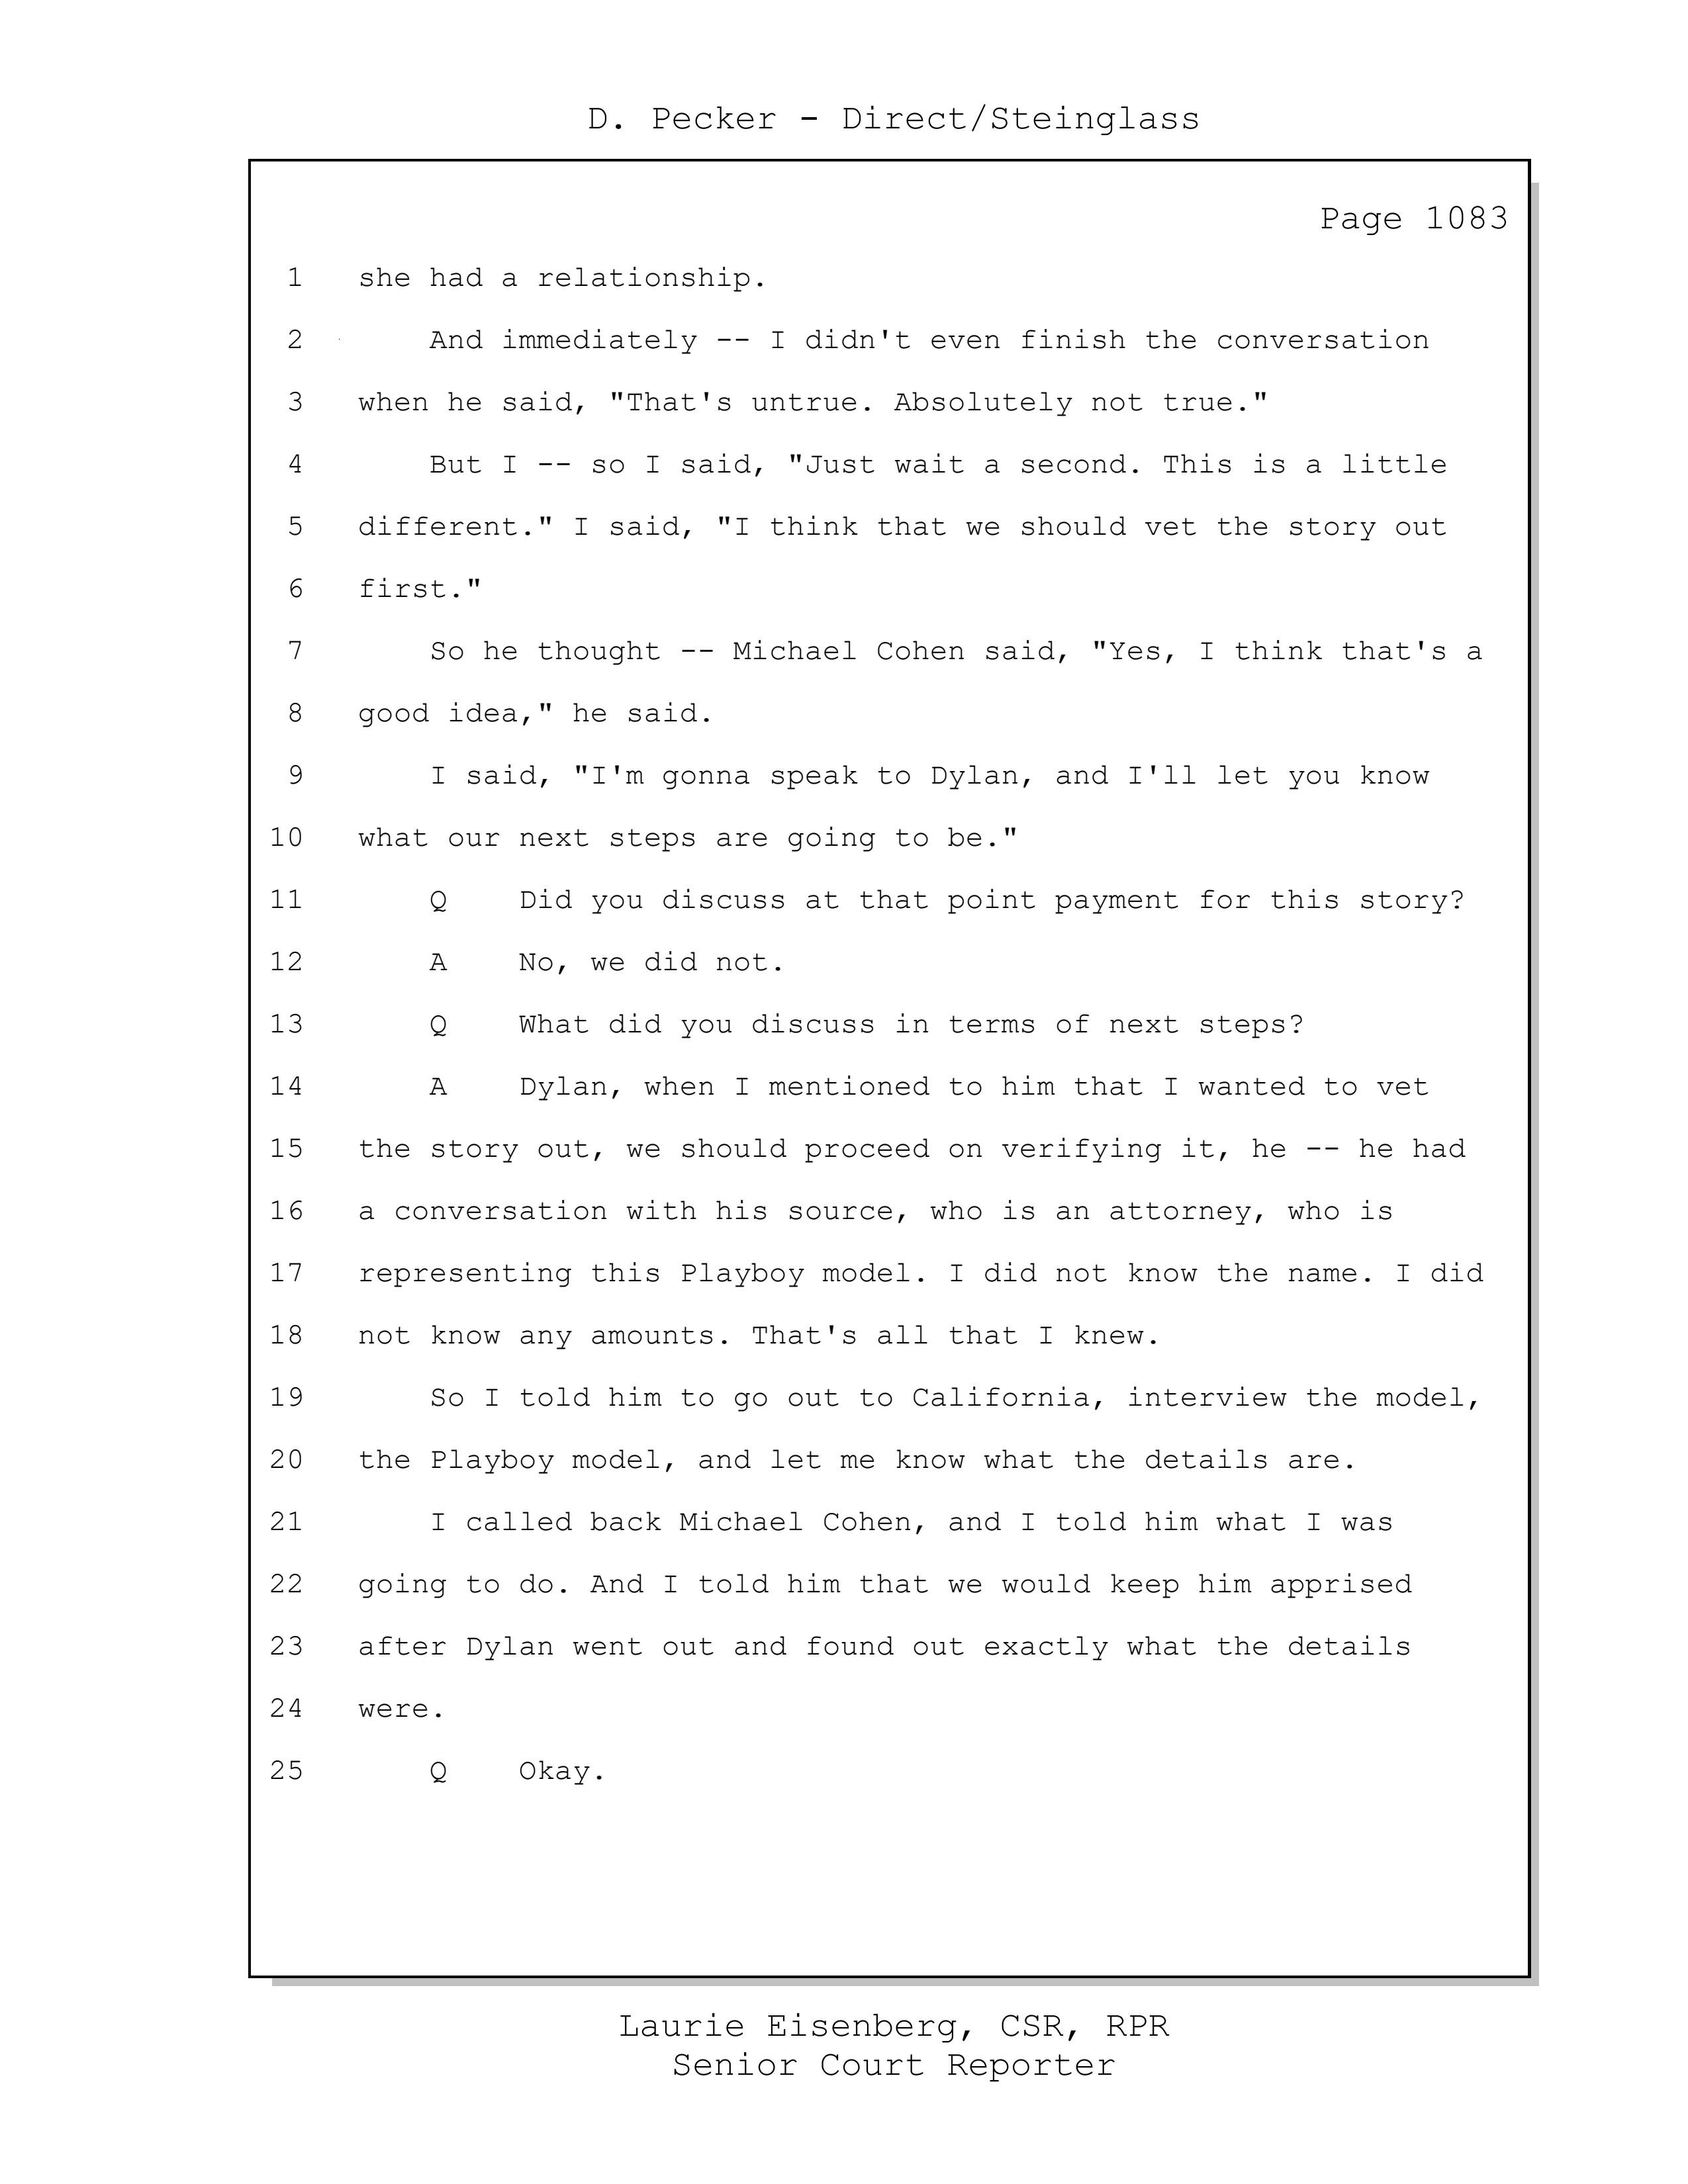 D. Pecker - Direct/Steinglass
Page 1083
1 she had a relationship.
2 And immediately -- I didn't even finish the conversation
3 when he said, "That's untrue. Absolutely not true."
4 But I -- so I said, "Just wait a second. This is a little
5 different." I said, "I think that we should vet the story out
6 first."
7 So he thought -- Michael Cohen said, "Yes, I think that's a
8 good idea," he said.
9 I said, "I'm gonna speak to Dylan, and I'll let you know
10 what our next steps are going to be."
11 Q Did you discuss at that point payment for this story?
12 A No, we did not.
13 Q What did you discuss in terms of next steps?
14 A Dylan, when I mentioned to him that I wanted to vet
15 the story out, we should proceed on verifying it, he -- he had
16 a conversation with his source, who is an attorney, who is
17 representing this Playboy model. I did not know the name. I did
18 not know any amounts. That's all that I knew.
19 So I told him to go out to California, interview the model,
20 the Playboy model, and let me know what the details are.
21 I called back Michael Cohen, and I told him what I was
22 going to do. And I told him that we would keep him apprised
23 after Dylan went out and found out exactly what the details
24 were.
25 Q Okay.
Laurie Eisenberg, CSR, RPR
Senior Court Reporter